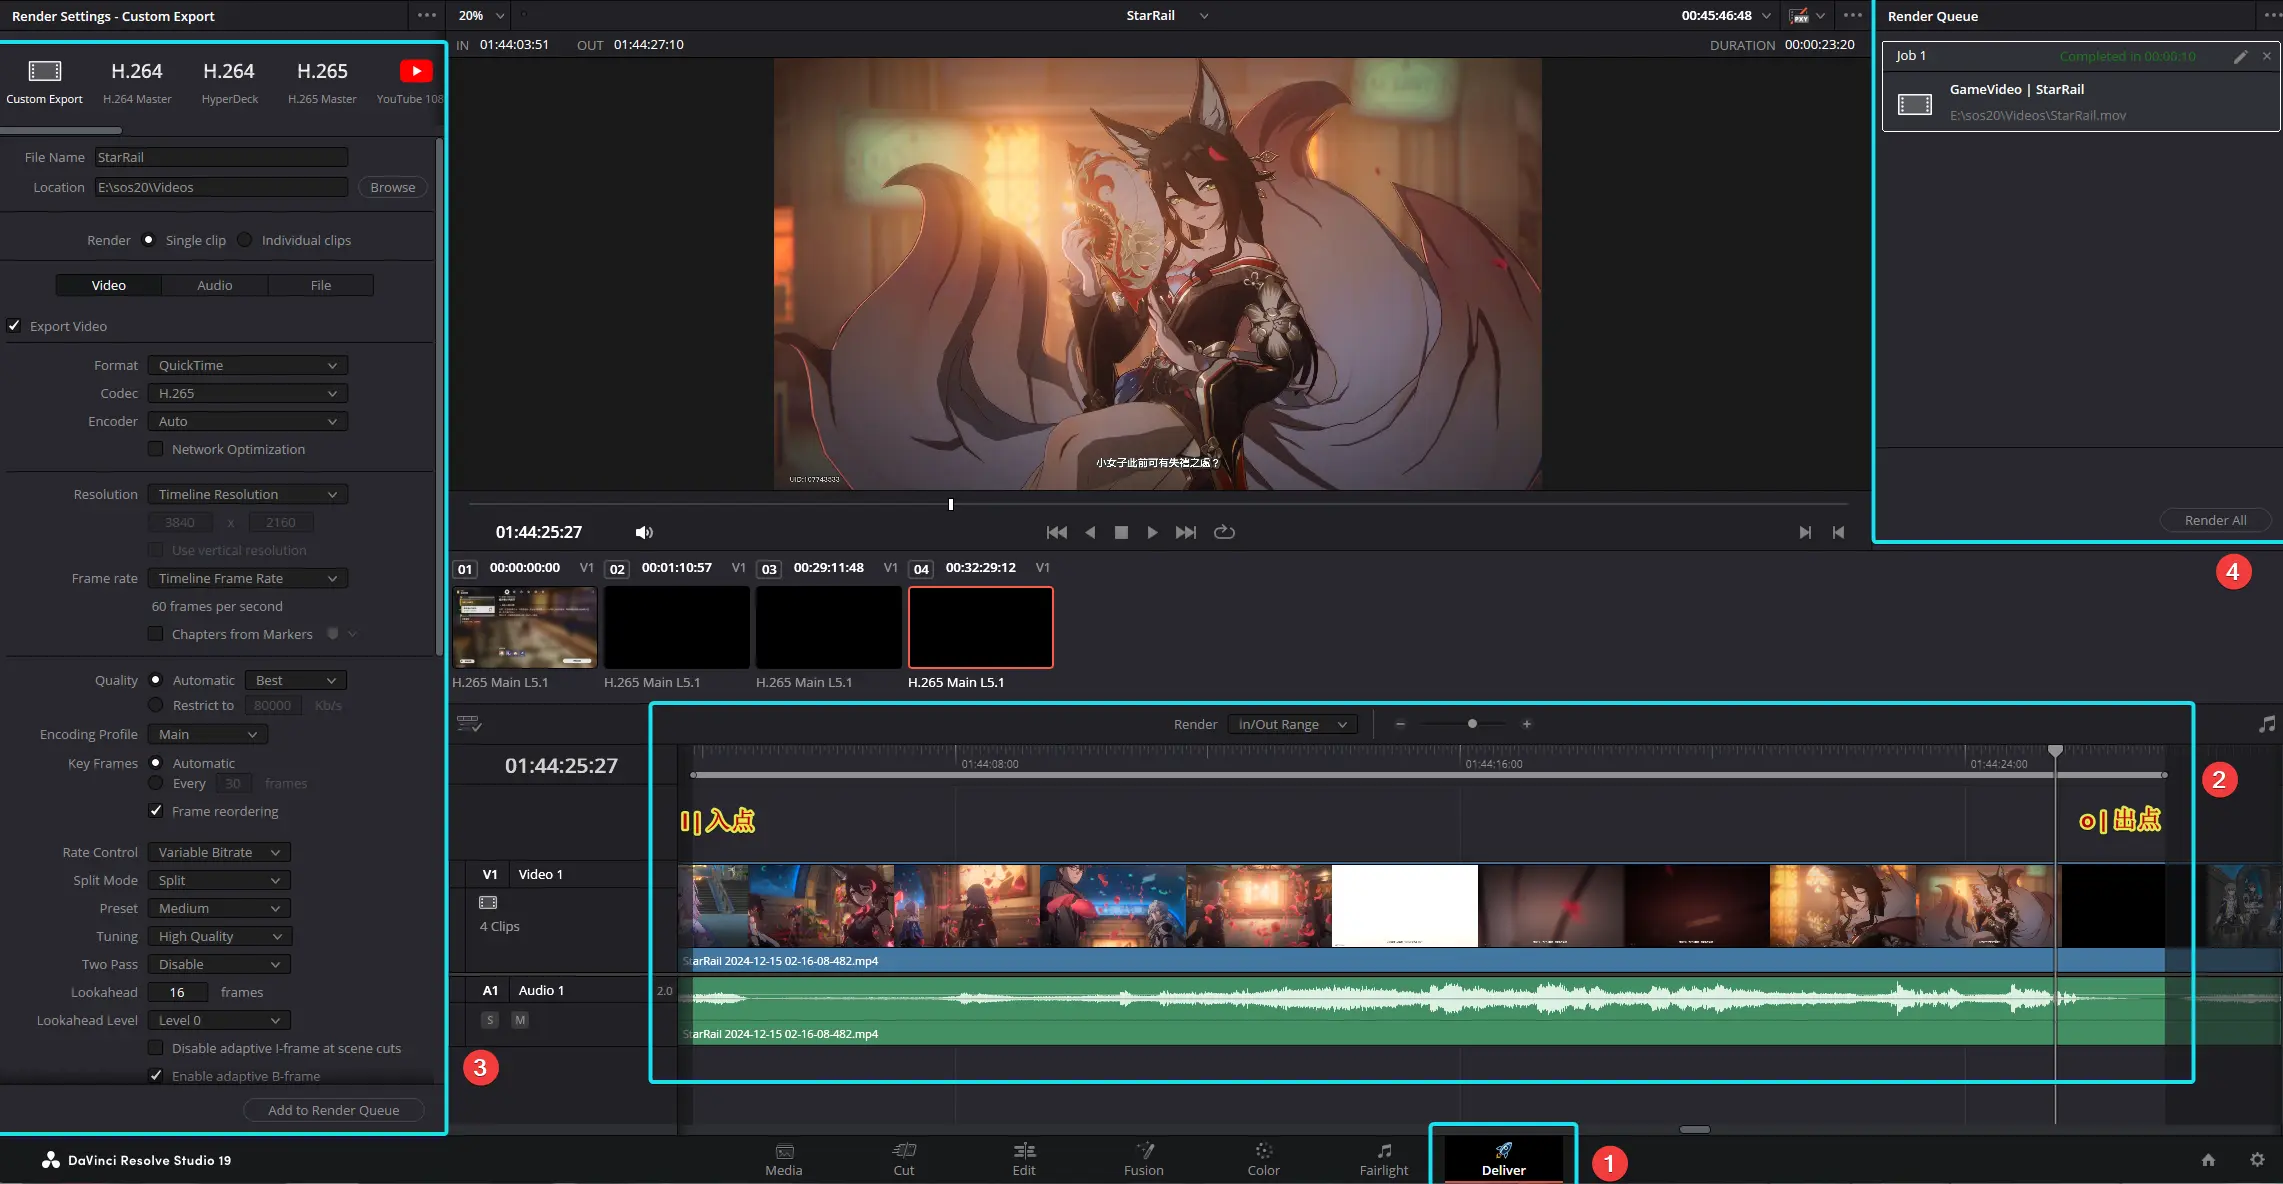 Render Settings - Custom Export
20%
StarRail
00:45:46:48
PXY
Render Queue
IN 01:44:03:51 OUT 01:44:27:10
DURATION 00:00:23:20
H.264
H.264
H.265
Custom Export
H.264 Master
HyperDeck
H.265 Master
YouTube 108
Job 1
Completed in 00:00:10
GameVideo | StarRail
E:\sos20\Videos\StarRail.mov
File Name StarRail
Location E:\sos20\Videos Browse
Render Single clip Individual clips
Video Audio File
Export Video
Format QuickTime
Codec H.265
Encoder Auto
Network Optimization
Resolution Timeline Resolution
3840 x 2160
Use vertical resolution
Frame rate Timeline Frame Rate
60 frames per second
Chapters from Markers
Quality Automatic Best
Restrict to 80000 Kb/s
Encoding Profile Main
Key Frames Automatic
Every 30 frames
Frame reordering
Rate Control Variable Bitrate
Split Mode Split
Preset Medium
Tuning High Quality
Two Pass Disable
Lookahead 16 frames
Lookahead Level Level 0
Disable adaptive I-frame at scene cuts
Enable adaptive B-frame
Add to Render Queue
小女子此前可有失禮之處？
UID:107743533
01:44:25:27
Render All
4
01 00:00:00:00 V1
02 00:01:10:57 V1
03 00:29:11:48 V1
04 00:32:29:12 V1
H.265 Main L5.1
H.265 Main L5.1
H.265 Main L5.1
H.265 Main L5.1
Render In/Out Range
01:44:25:27
01:44:08:00
01:44:16:00
01:44:24:00
2
I | 入点
o | 出点
V1 Video 1
4 Clips
StarRail 2024-12-15 02-16-08-482.mp4
A1 Audio 1 2.0
S M
StarRail 2024-12-15 02-16-08-482.mp4
3
DaVinci Resolve Studio 19
Media
Cut
Edit
Fusion
Color
Fairlight
Deliver
1